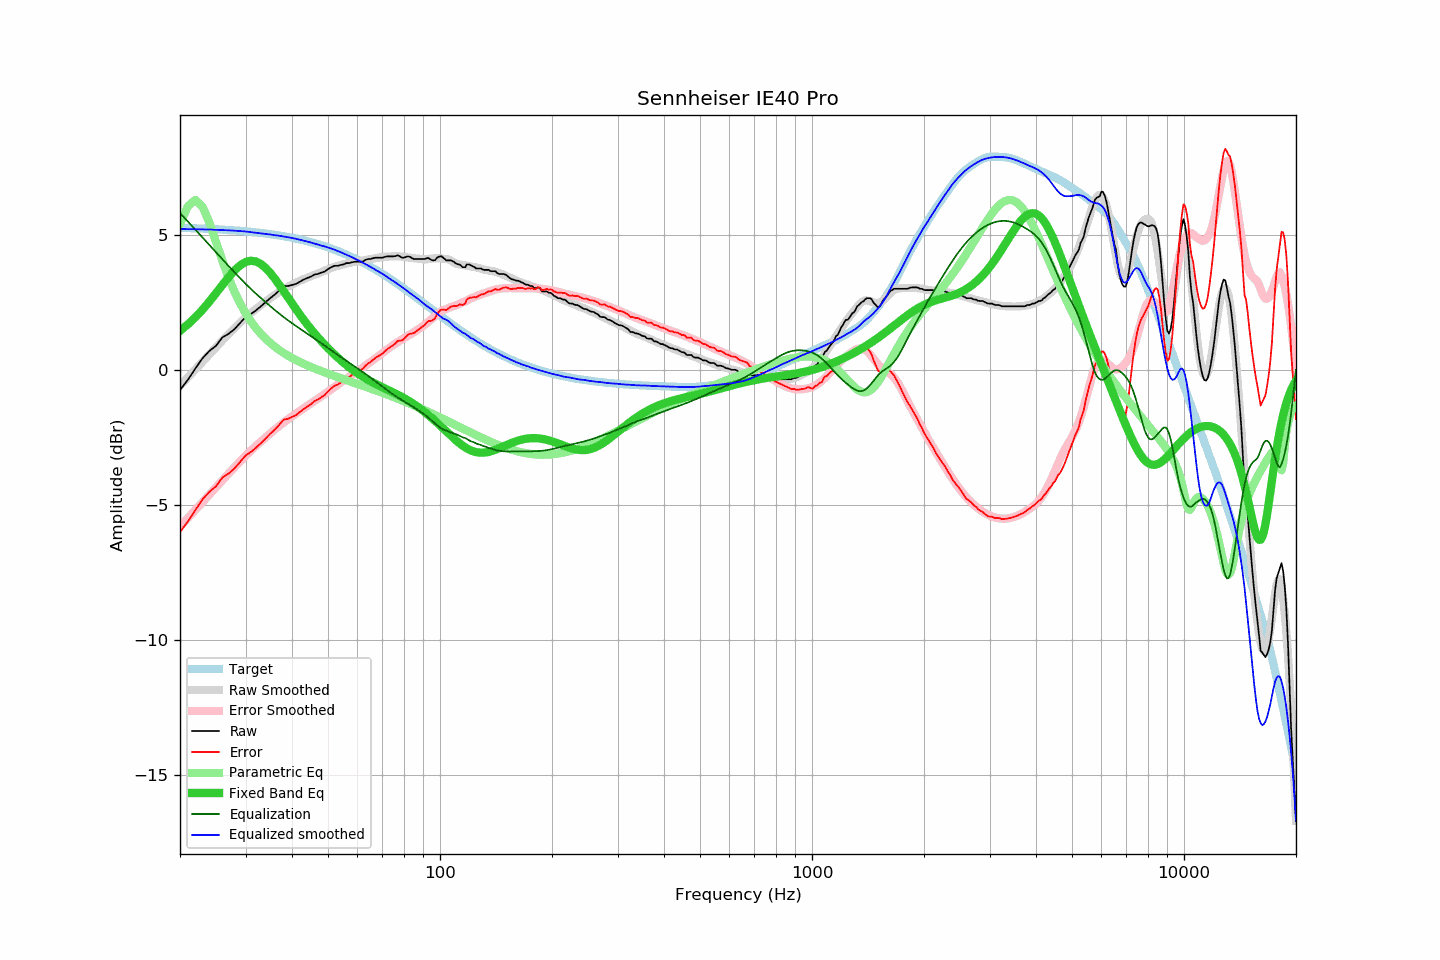 Sennheiser IE40 Pro
Amplitude (dBr)
5
0
−5
−10
−15
Target
Raw Smoothed
Error Smoothed
Raw
Error
Parametric Eq
Fixed Band Eq
Equalization
Equalized smoothed
100
1000
10000
Frequency (Hz)